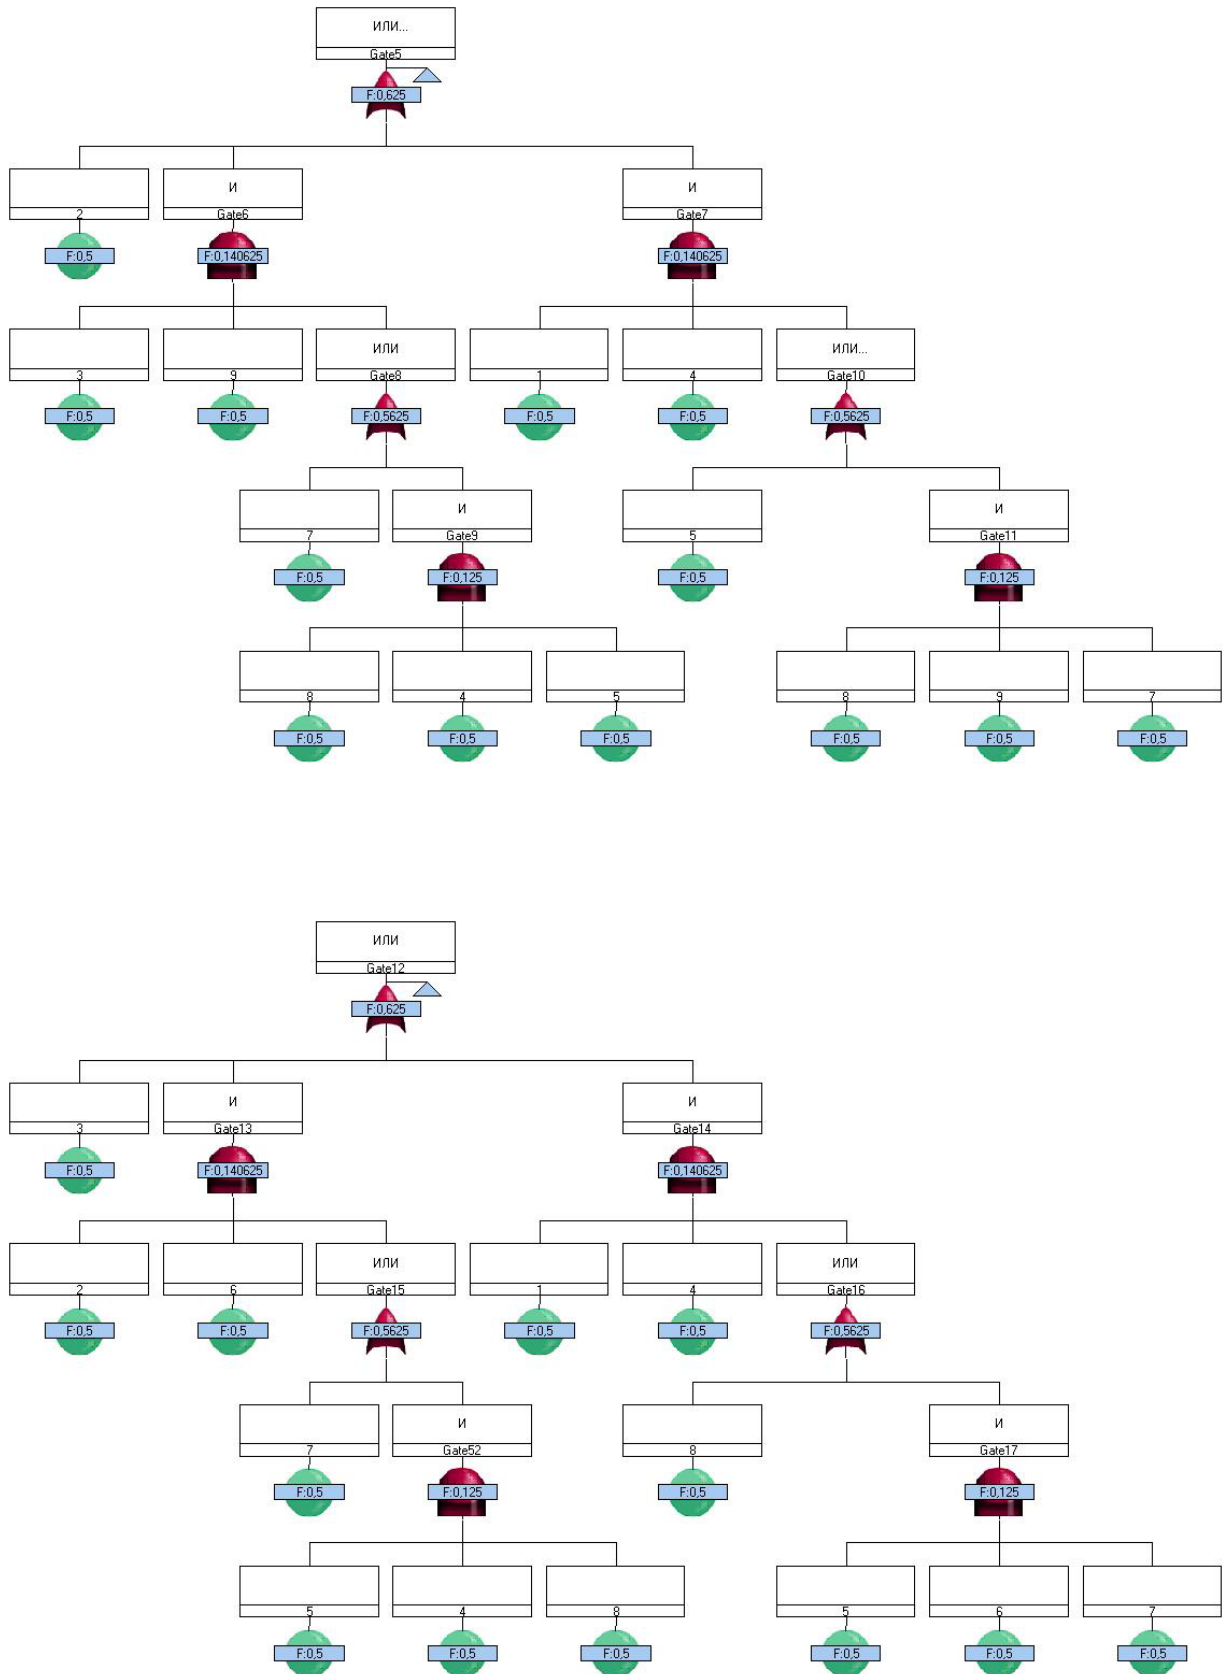 ИЛИ...
Gate5
F:0,625
И
И
2
Gate6
Gate7
F:0,5
F:0,140625
F:0,140625
ИЛИ
ИЛИ...
3
9
Gate8
1
4
Gate10
F:0,5
F:0,5
F:0,5625
F:0,5
F:0,5
F:0,5625
И
И
7
Gate9
5
Gate11
F:0,5
F:0,125
F:0,5
F:0,125
8
4
5
8
9
7
F:0,5
F:0,5
F:0,5
F:0,5
F:0,5
F:0,5
ИЛИ
Gate12
F:0,625
И
И
3
Gate13
Gate14
F:0,5
F:0,140625
F:0,140625
ИЛИ
ИЛИ
2
6
Gate15
1
4
Gate16
F:0,5
F:0,5
F:0,5625
F:0,5
F:0,5
F:0,5625
И
И
7
Gate52
8
Gate17
F:0,5
F:0,125
F:0,5
F:0,125
5
4
8
5
6
7
F:0,5
F:0,5
F:0,5
F:0,5
F:0,5
F:0,5